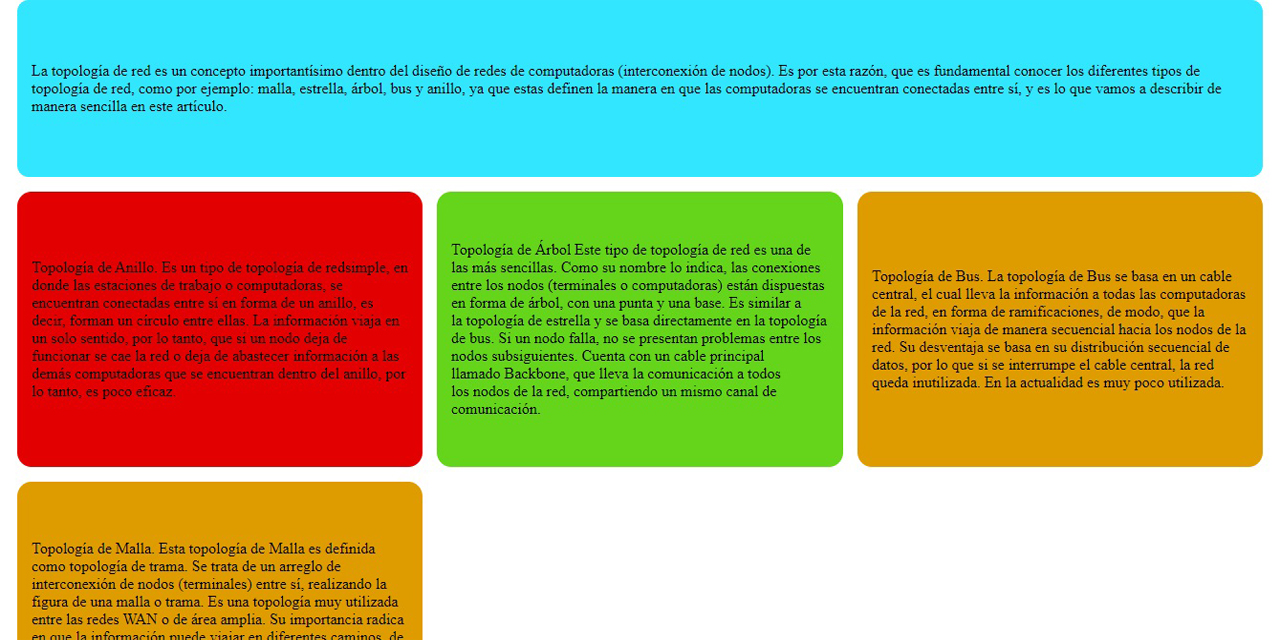 La topología de red es un concepto importantísimo dentro del diseño de redes de computadoras (interconexión de nodos). Es por esta razón, que es fundamental conocer los diferentes tipos de
topología de red, como por ejemplo: malla, estrella, árbol, bus y anillo, ya que estas definen la manera en que las computadoras se encuentran conectadas entre sí, y es lo que vamos a describir de
manera sencilla en este artículo.
Topología de Anillo. Es un tipo de topología de redsimple, en
donde las estaciones de trabajo o computadoras, se
encuentran conectadas entre sí en forma de un anillo, es
decir, forman un círculo entre ellas. La información viaja en
un solo sentido, por lo tanto, que si un nodo deja de
funcionar se cae la red o deja de abastecer información a las
demás computadoras que se encuentran dentro del anillo, por
lo tanto, es poco eficaz.
Topología de Árbol Este tipo de topología de red es una de
las más sencillas. Como su nombre lo indica, las conexiones
entre los nodos (terminales o computadoras) están dispuestas
en forma de árbol, con una punta y una base. Es similar a
la topología de estrella y se basa directamente en la topología
de bus. Si un nodo falla, no se presentan problemas entre los
nodos subsiguientes. Cuenta con un cable principal
llamado Backbone, que lleva la comunicación a todos
los nodos de la red, compartiendo un mismo canal de
comunicación.
Topología de Bus. La topología de Bus se basa en un cable
central, el cual lleva la información a todas las computadoras
de la red, en forma de ramificaciones, de modo, que la
información viaja de manera secuencial hacia los nodos de la
red. Su desventaja se basa en su distribución secuencial de
datos, por lo que si se interrumpe el cable central, la red
queda inutilizada. En la actualidad es muy poco utilizada.
Topología de Malla. Esta topología de Malla es definida
como topología de trama. Se trata de un arreglo de
interconexión de nodos (terminales) entre sí, realizando la
figura de una malla o trama. Es una topología muy utilizada
entre las redes WAN o de área amplia. Su importancia radica
en que la información puede viajar en diferentes caminos, de